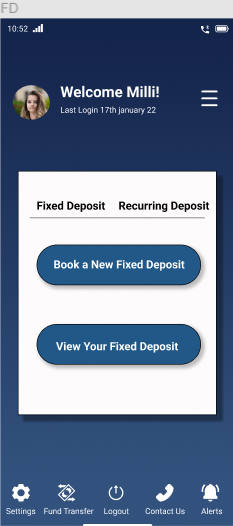 FD
10:52
Welcome Milli!
Last Login 17th january 22
Fixed Deposit Recurring Deposit
Book a New Fixed Deposit
View Your Fixed Deposit
Settings Fund Transfer Logout Contact Us Alerts